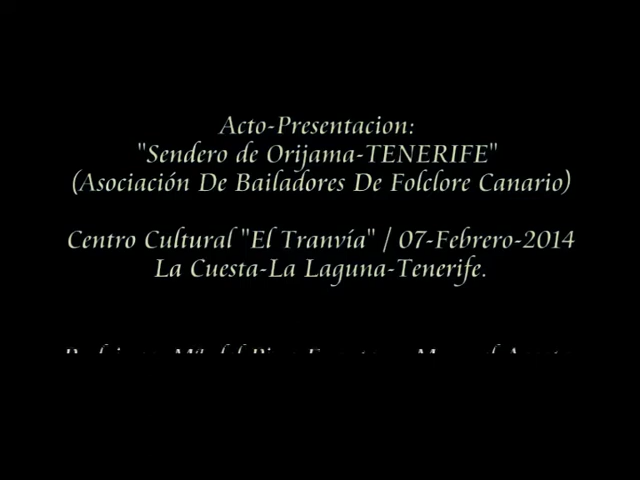 Acto-Presentacion:
"Sendero de Orijama-TENERIFE"
(Asociación De Bailadores De Folclore Canario)
Centro Cultural "El Tranvía" / 07-Febrero-2014
La Cuesta-La Laguna-Tenerife.